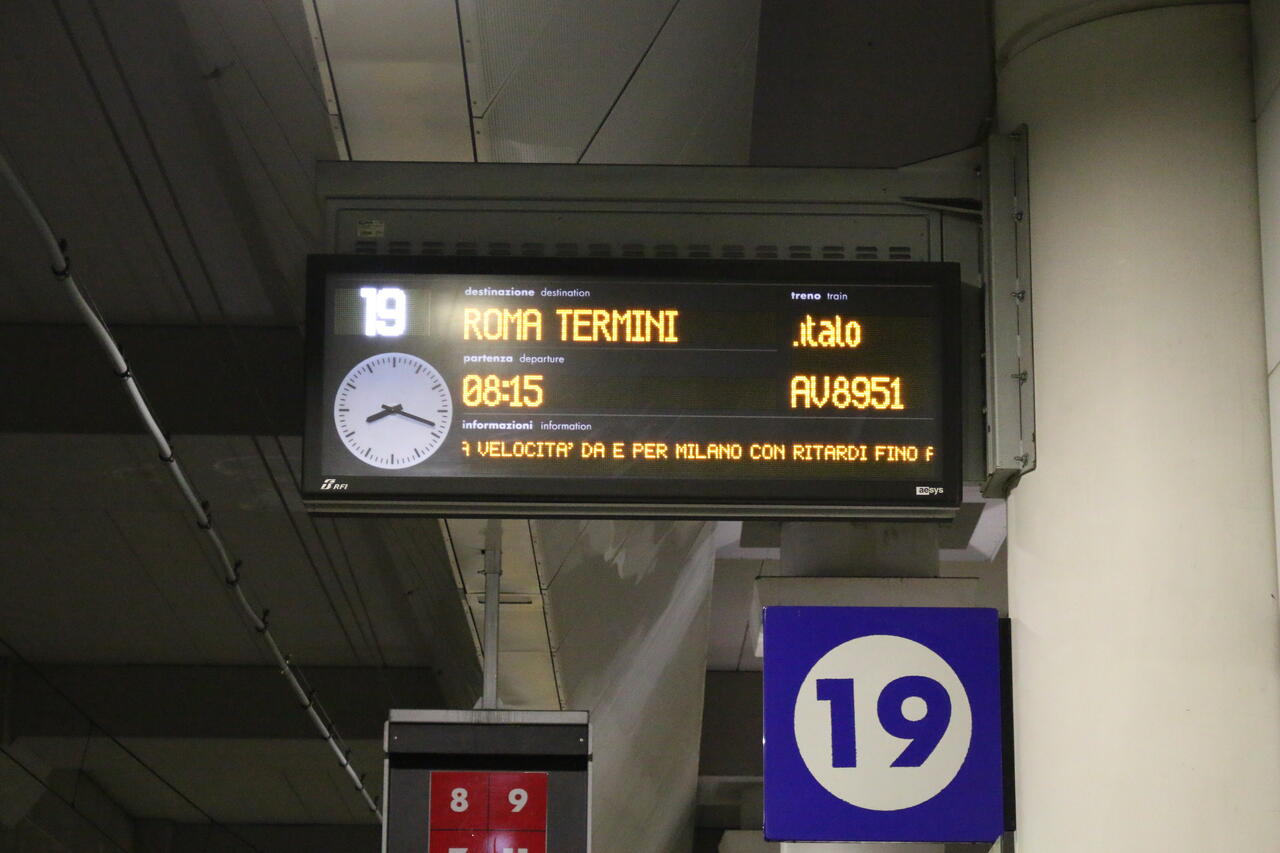 19
destinazione destination
treno train
ROMA TERMINI
.italo
partenza departure
08:15
AV8951
informazioni information
A VELOCITA' DA E PER MILANO CON RITARDI FINO
RFI
aesys
19
8 9